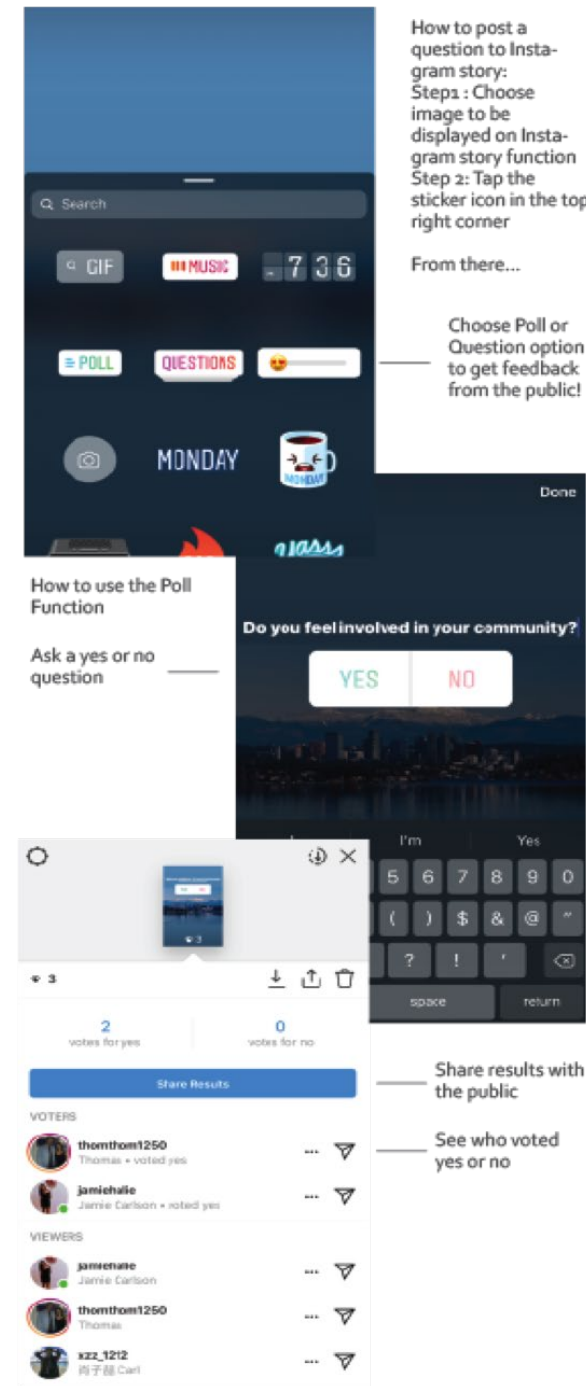 How to post a
question to Insta-
gram story:
Step1 : Choose
image to be
displayed on Insta-
gram story function
Step 2: Tap the
sticker icon in the top
right corner
From there...
Search
GIF
MUSIC
7 3 6
POLL
QUESTIONS
Choose Poll or
Question option
to get feedback
from the public!
MONDAY
MONDAY
Done
How to use the Poll
Function
Ask a yes or no
question
Do you feel involved in your community?
YES
NO
I'm
Yes
5 6 7 8 9 0
( ) $ & @ "
? ! '
space
return
3
3
2
votes for yes
0
votes for no
Share Results
Share results with
the public
VOTERS
See who voted
yes or no
thomthom1250
Thomas • voted yes
jamiehalie
Jamie Carlson • voted yes
VIEWERS
jamiehalie
Jamie Carlson
thomthom1250
Thomas
xzz_1212
Carl